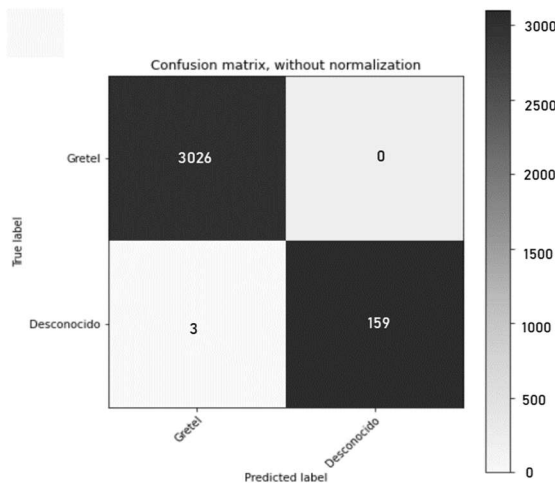 Confusion matrix, without normalization
True label
Gretel
3026
0
Desconocido
3
159
Gretel
Desconocido
Predicted label
3000
2500
2000
1500
1000
500
0